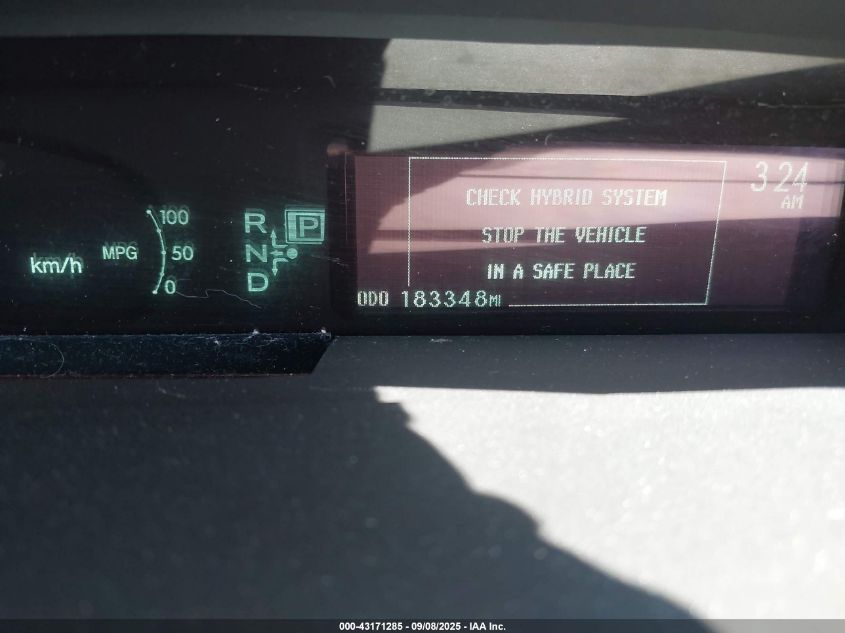 km/h
MPG
100
50
0
R
N
D
P
CHECK HYBRID SYSTEM
STOP THE VEHICLE
IN A SAFE PLACE
3:24
AM
ODO 183348MI
000-43171285 - 09/08/2025 - IAA Inc.